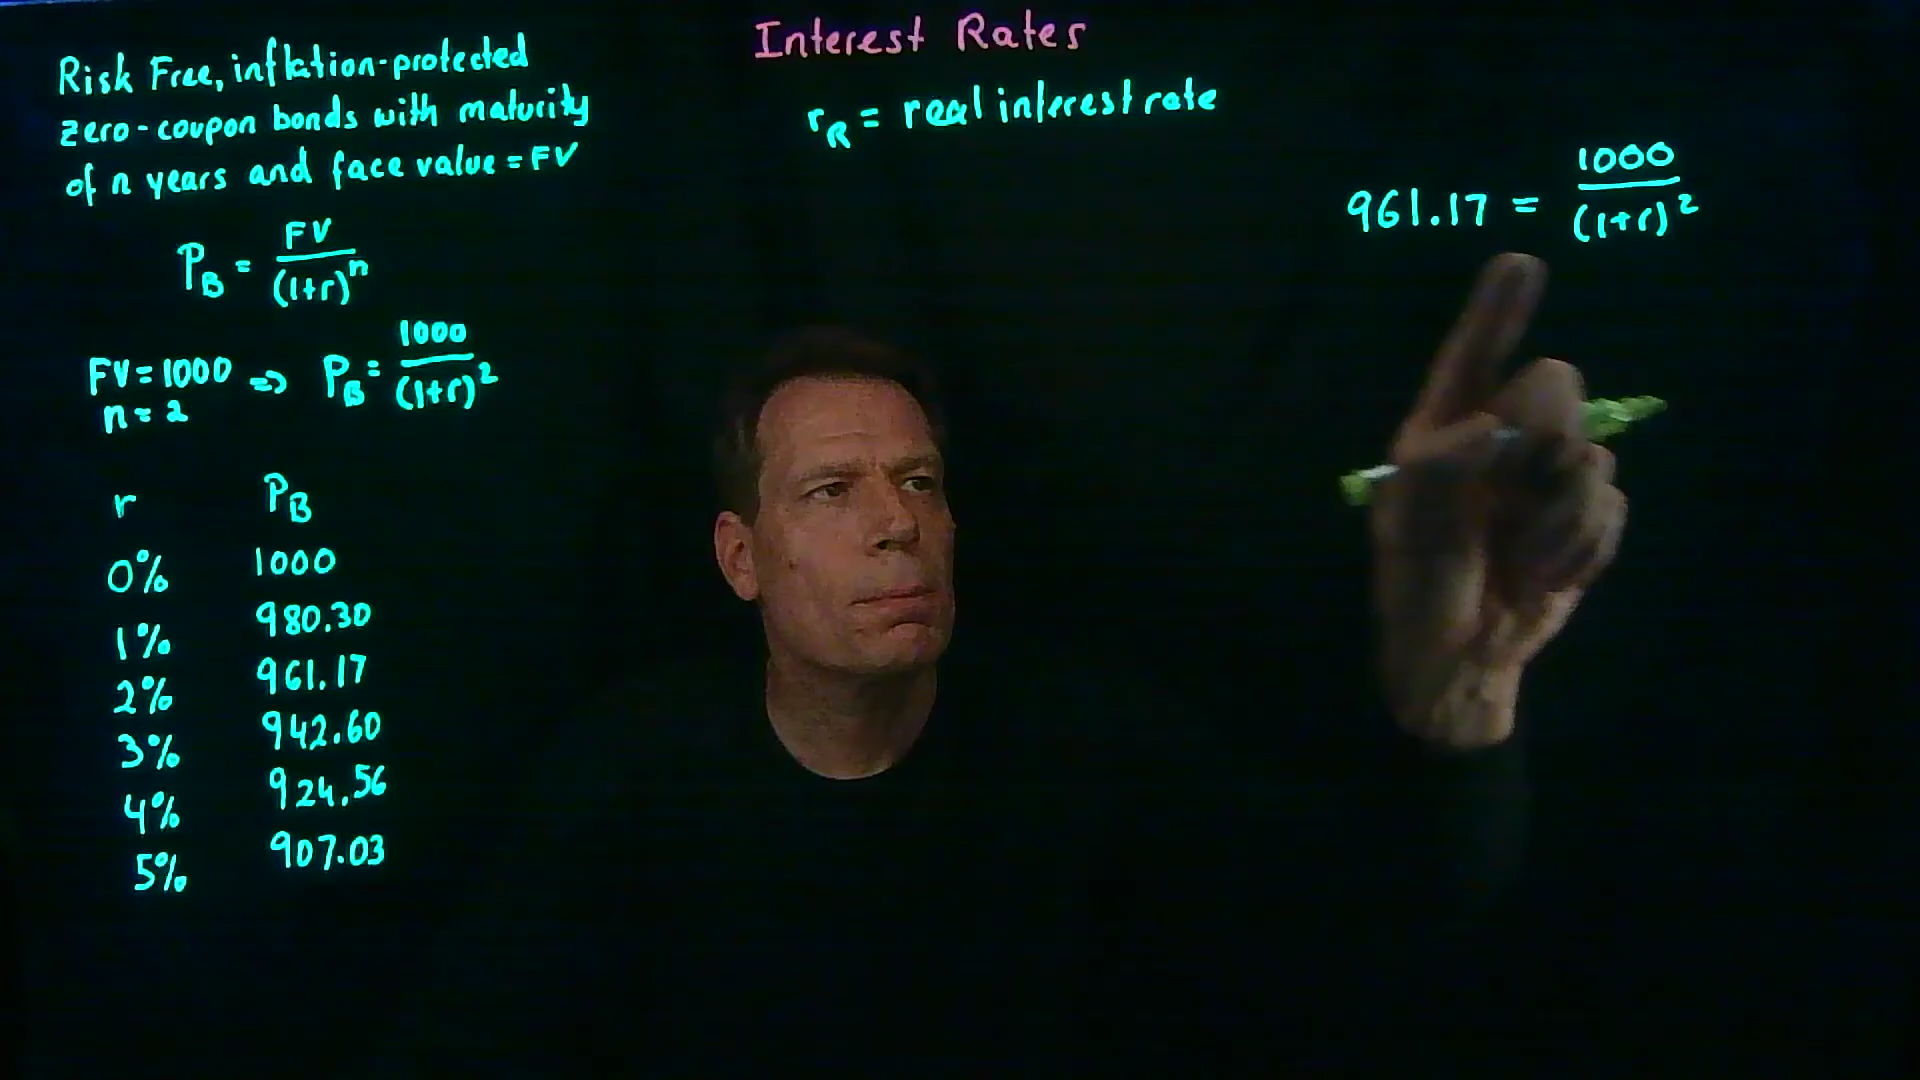 Interest Rates
Risk Free, inflation-protected
zero-coupon bonds with maturity
of n years and face value = FV
P_B = FV / (1+r)^n
FV = 1000 ⇒ P_B = 1000 / (1+r)^2
n = 2
r P_B
0% 1000
1% 980.30
2% 961.17
3% 942.60
4% 924.56
5% 907.03
r_R = real interest rate
961.17 = 1000 / (1+r)^2